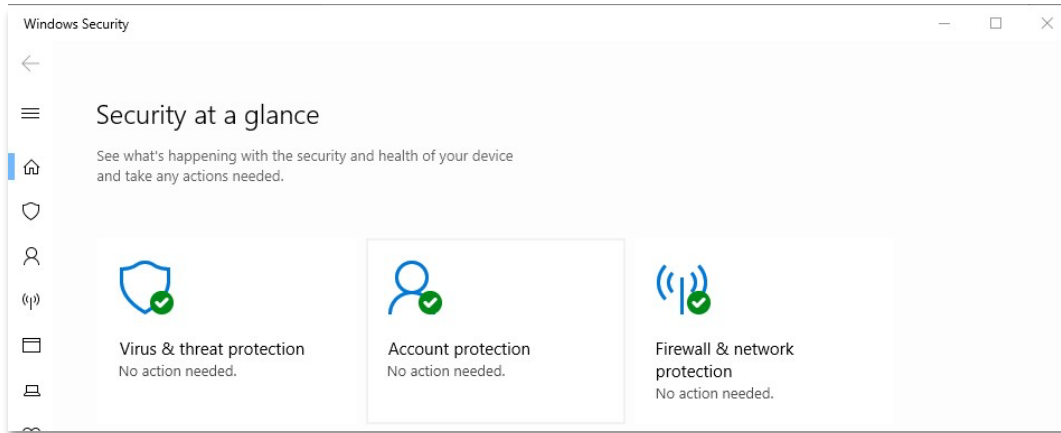 Windows Security
Security at a glance
See what's happening with the security and health of your device
and take any actions needed.
Virus & threat protection
No action needed.
Account protection
No action needed.
Firewall & network
protection
No action needed.